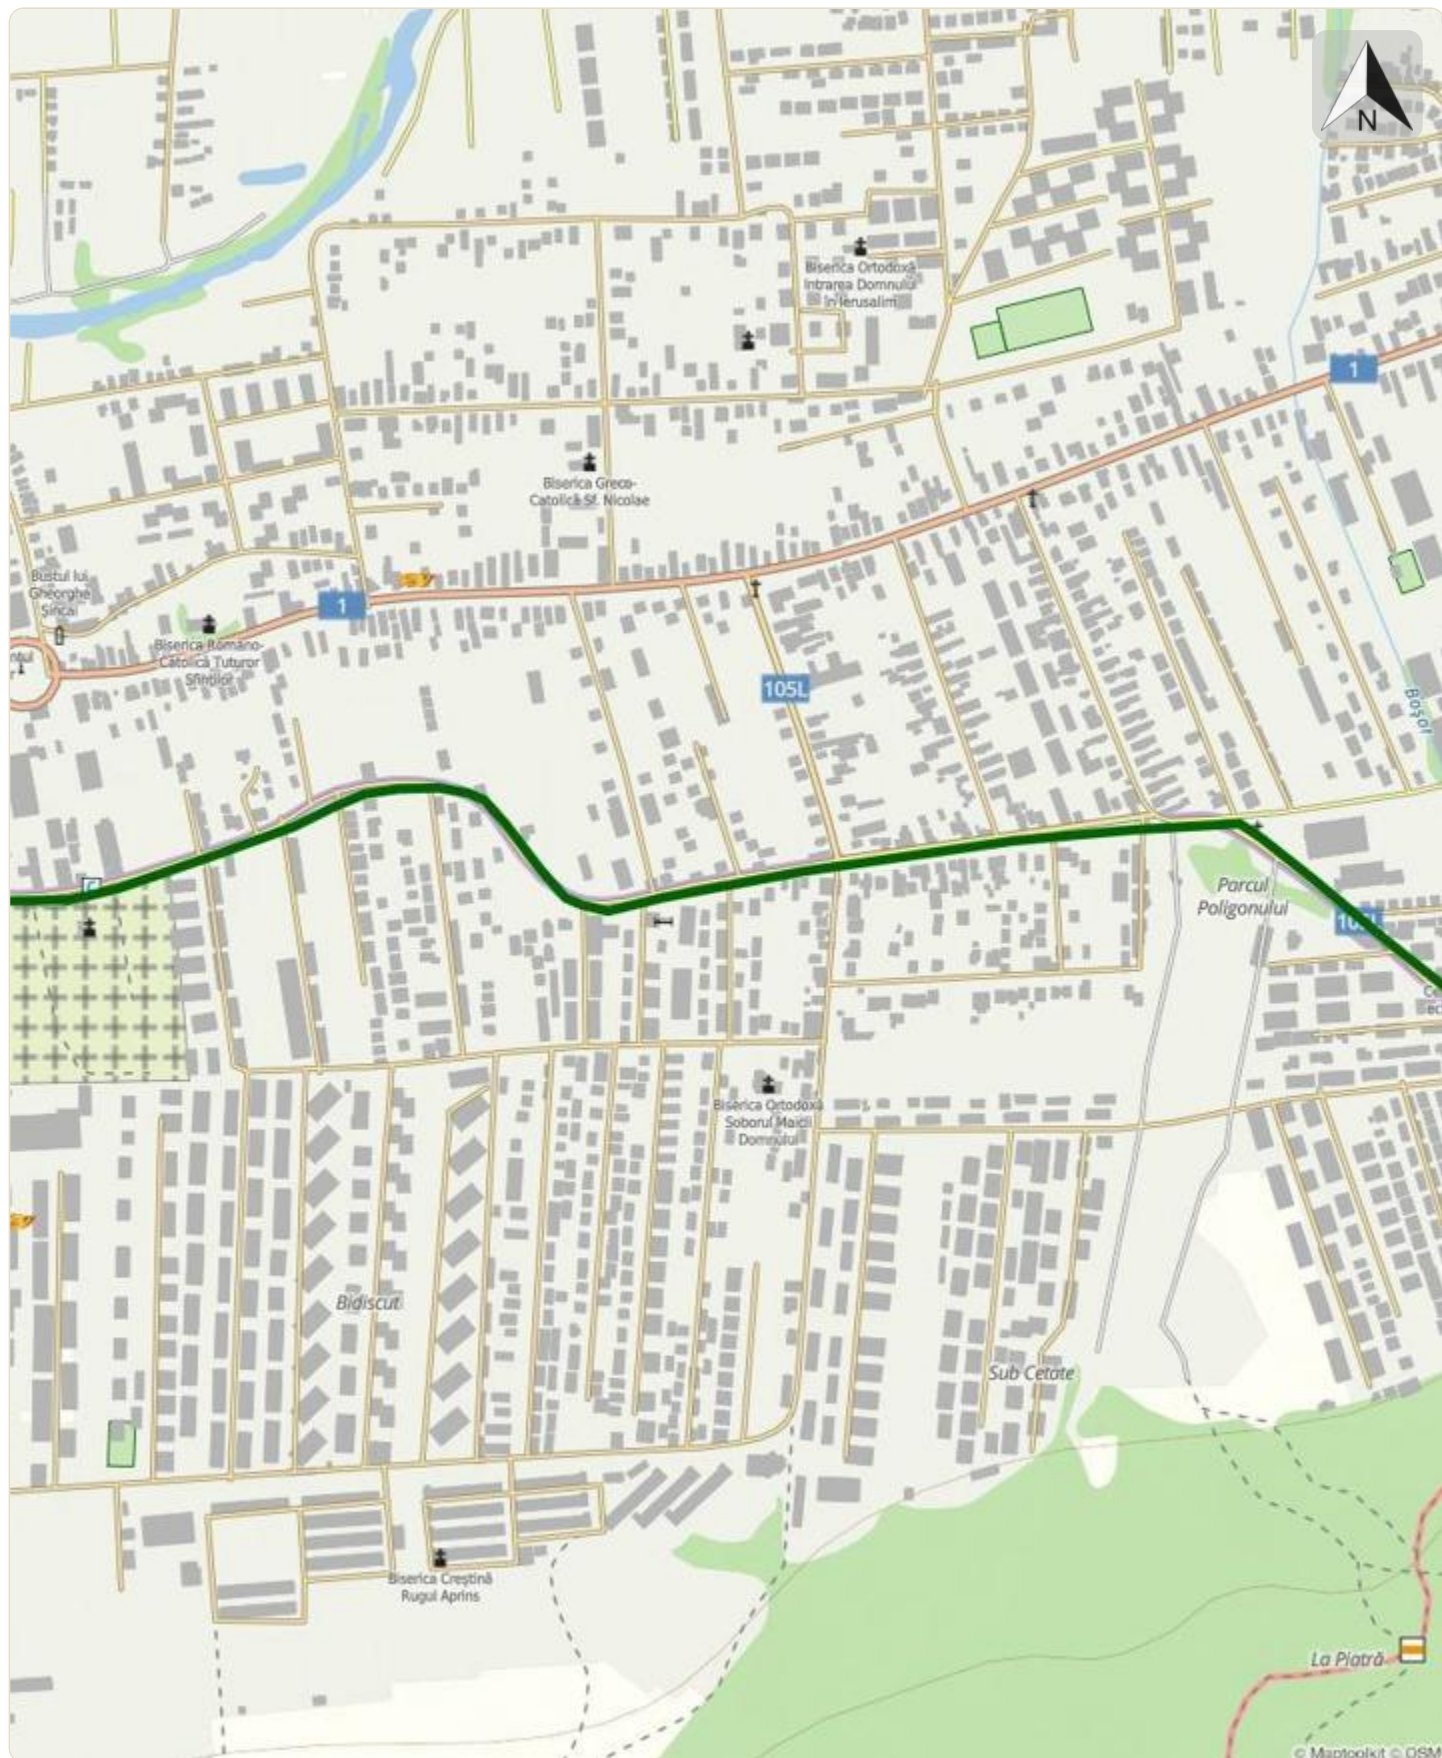 N
Biserica Ortodoxă
Intrarea Domnului
în Ierusalim
1
Biserica Greco-
Catolică Sf. Nicolae
Bustul lui
Gheorghe
Șincai
1
Biserica Romano-
Catolică Tuturor
Sfinților
105L
Boșor
Parcul
Poligonului
105L
Biserica Ortodoxă
Soborul Maicii
Domnului
Bidiscut
Sub Cetate
Biserica Creștină
Rugul Aprins
La Piatră
© Maptoolkit © OSM